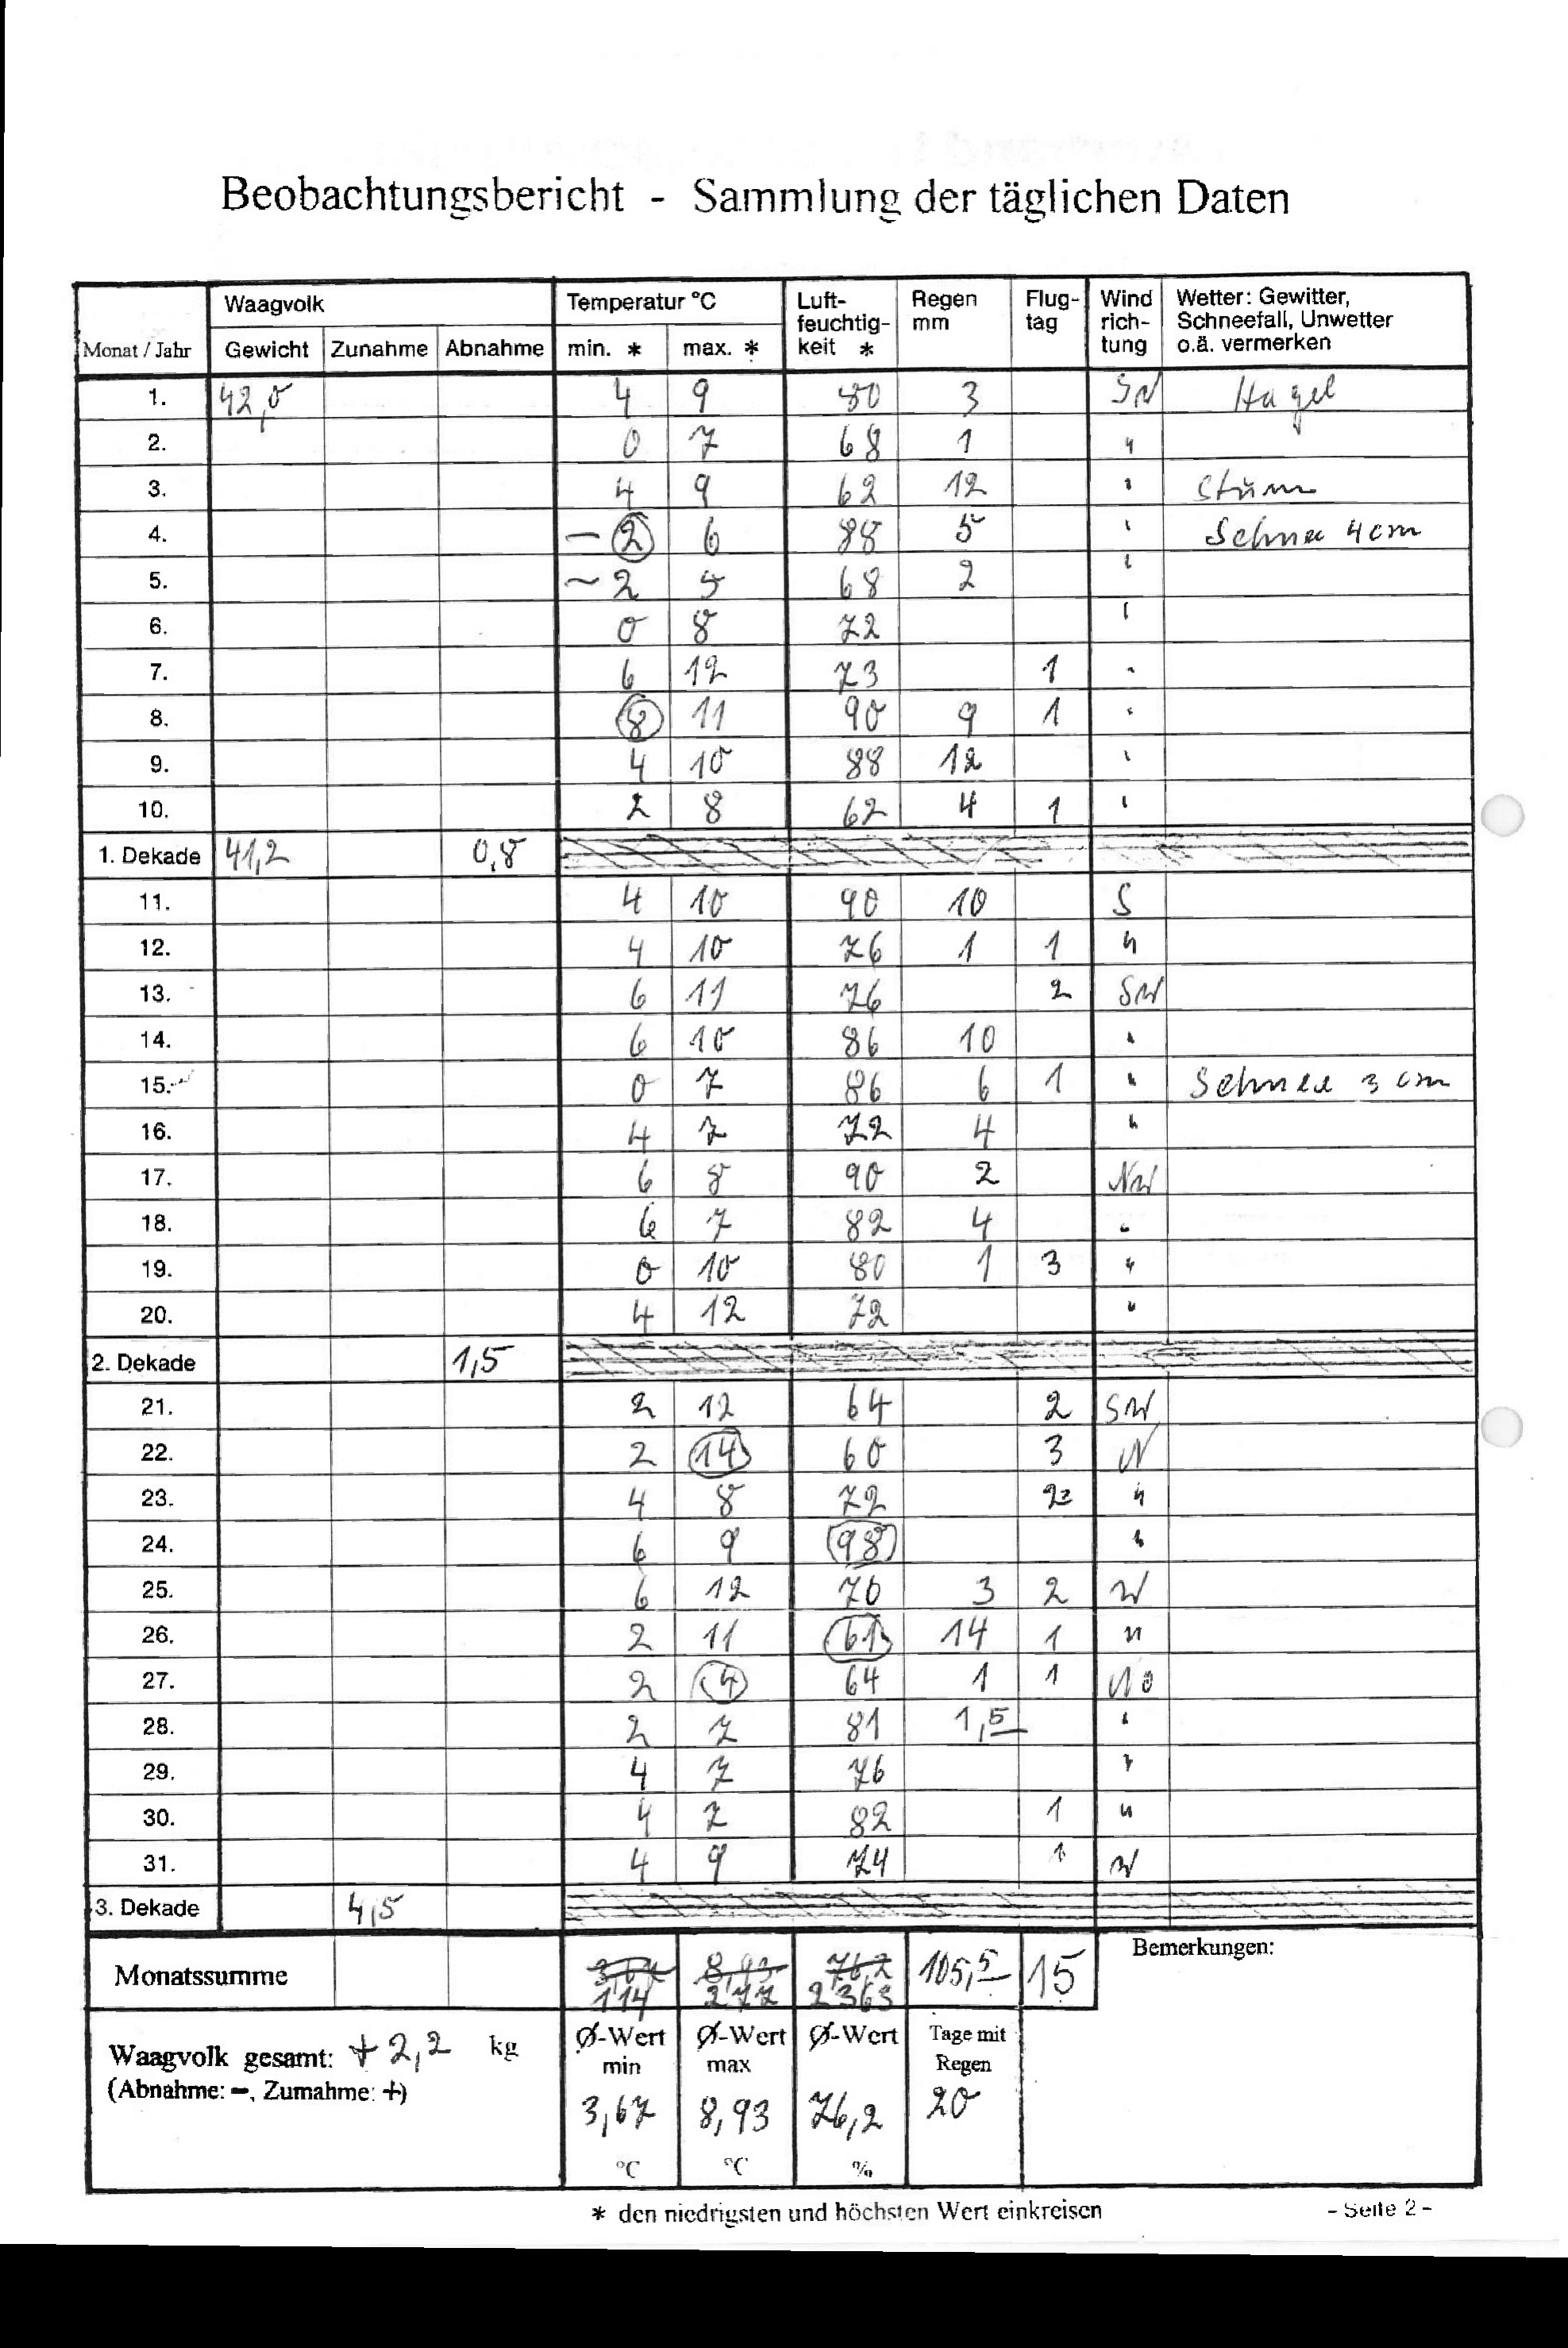 Beobachtungsbericht - Sammlung der täglichen Daten
Waagvolk Temperatur °C Luft- Regen Flug- Wind Wetter: Gewitter,
feuchtig- mm tag rich- Schneefall, Unwetter
Monat / Jahr Gewicht Zunahme Abnahme min. * max. * keit * tung o.ä. vermerken
1. 42,0 4 9 80 3 SW Hagel
2. 0 7 68 1 "
3. 4 9 62 12 " Sturm
4. -2 6 88 5 " Schnee 4cm
5. -2 5 68 2 "
6. 0 8 72 "
7. 6 12 73 1 "
8. 8 11 90 9 1 "
9. 4 10 88 12 "
10. 2 8 62 4 1 "
1. Dekade 41,2 0,8
11. 4 10 90 10 S
12. 4 10 76 1 1 "
13. 6 11 76 2 SW
14. 6 10 86 10 "
15. 0 7 86 6 1 " Schnee 3 cm
16. 4 7 72 4 "
17. 6 8 90 2 NW
18. 6 7 82 4 "
19. 0 10 80 1 3 "
20. 4 12 72 "
2. Dekade 1,5
21. 2 12 64 2 SW
22. 2 14 60 3 N
23. 4 8 72 2 "
24. 6 9 98 "
25. 6 12 70 3 2 W
26. 2 11 61 14 1 "
27. 2 4 64 1 1 NO
28. 2 7 81 1,5 "
29. 4 7 76 "
30. 4 7 82 1 "
31. 4 9 74 1 W
3. Dekade 4,5
Bemerkungen:
Monatssumme 3,67 8,93 76,2 105,5 15
114 277 2363
Waagvolk gesamt: +2,2 kg Ø-Wert Ø-Wert Ø-Wert Tage mit
(Abnahme: -, Zumahme: +) min max Regen
3,67 8,93 76,2 20
°C °C %
* den niedrigsten und höchsten Wert einkreisen - Seite 2 -